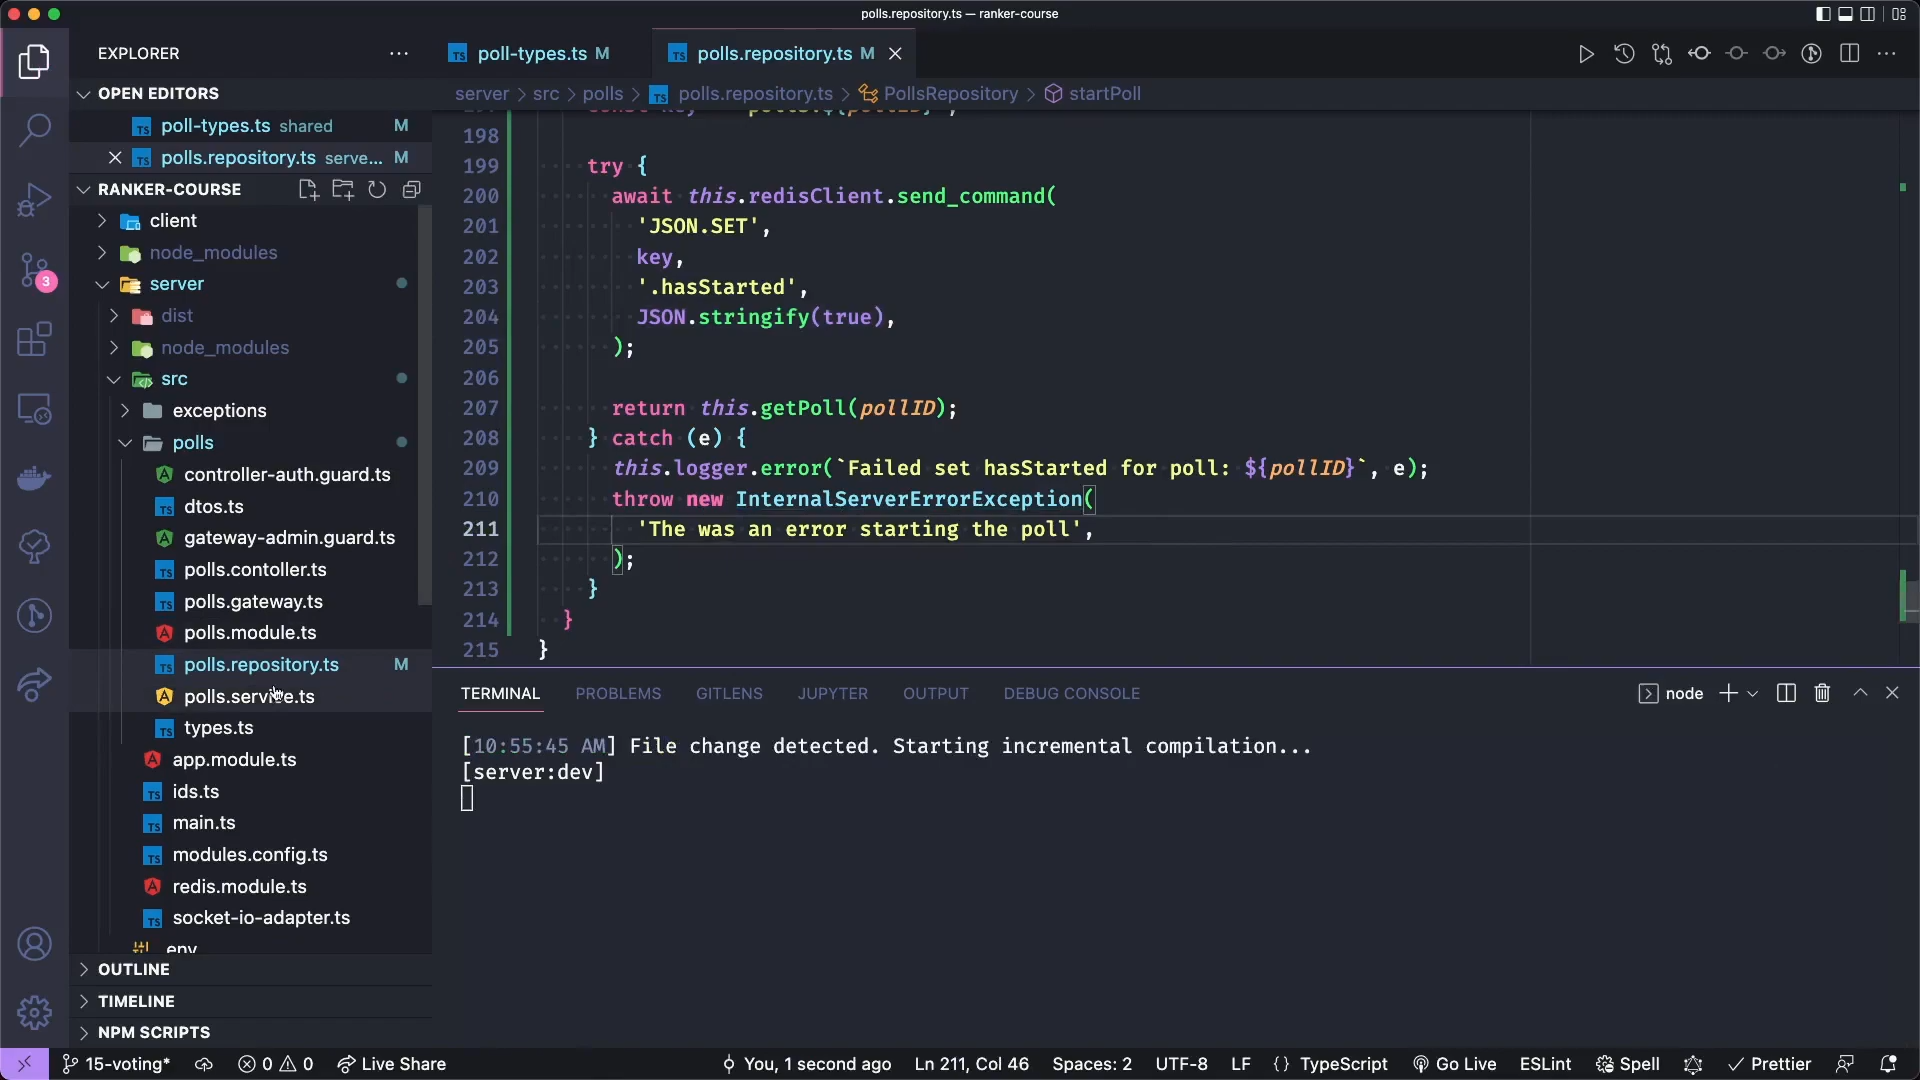 polls.repository.ts — ranker-course
EXPLORER
OPEN EDITORS
poll-types.ts shared M
polls.repository.ts serve... M
RANKER-COURSE
client
node_modules
server
dist
node_modules
src
exceptions
polls
controller-auth.guard.ts
dtos.ts
gateway-admin.guard.ts
polls.contoller.ts
polls.gateway.ts
polls.module.ts
polls.repository.ts M
polls.service.ts
types.ts
app.module.ts
ids.ts
main.ts
modules.config.ts
redis.module.ts
socket-io-adapter.ts
.env
OUTLINE
TIMELINE
NPM SCRIPTS
3
poll-types.ts M
polls.repository.ts M
server > src > polls > polls.repository.ts > PollsRepository > startPoll
198
199 try {
200 await this.redisClient.send_command(
201 'JSON.SET',
202 key,
203 '.hasStarted',
204 JSON.stringify(true),
205 );
206
207 return this.getPoll(pollID);
208 } catch (e) {
209 this.logger.error(`Failed set hasStarted for poll: ${pollID}`, e);
210 throw new InternalServerErrorException(
211 'The was an error starting the poll',
212 );
213 }
214 }
215 }
TERMINAL PROBLEMS GITLENS JUPYTER OUTPUT DEBUG CONSOLE
node
[10:55:45 AM] File change detected. Starting incremental compilation...
[server:dev]
15-voting* 0 0 Live Share You, 1 second ago Ln 211, Col 46 Spaces: 2 UTF-8 LF {} TypeScript Go Live ESLint Spell Prettier